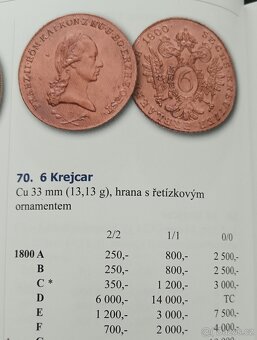 1800
6
70. 6 Krejcar
Cu 33 mm (13,13 g), hrana s řetízkovým
ornamentem
2/2 1/1 0/0
1800 A 250,- 800,- 2 500,-
B 250,- 800,- 2 500,-
C * 350,- 1 200,- 3 000,-
D 6 000,- 14 000,- TC
E 1 200,- 3 000,- 7 500,-
F 700,- 2 000,- 4 000,-